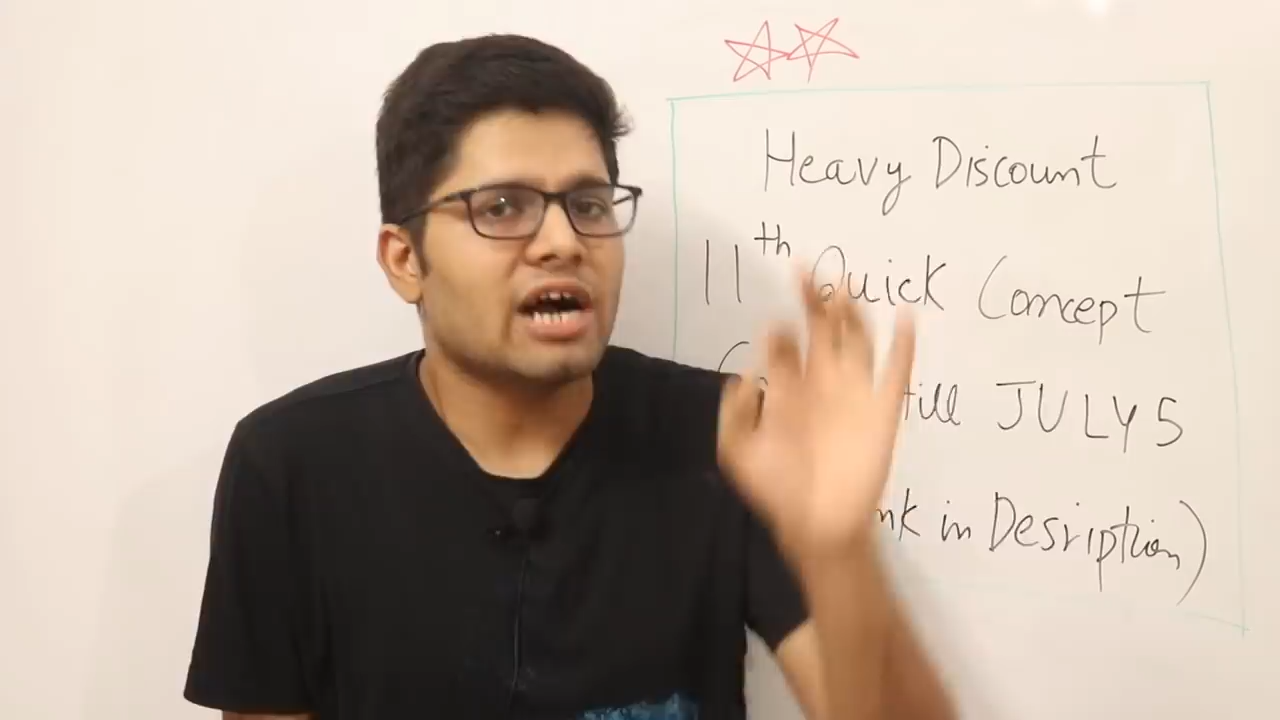 Heavy Discount
11th Quick Concept
till JULY 5
in Desription)